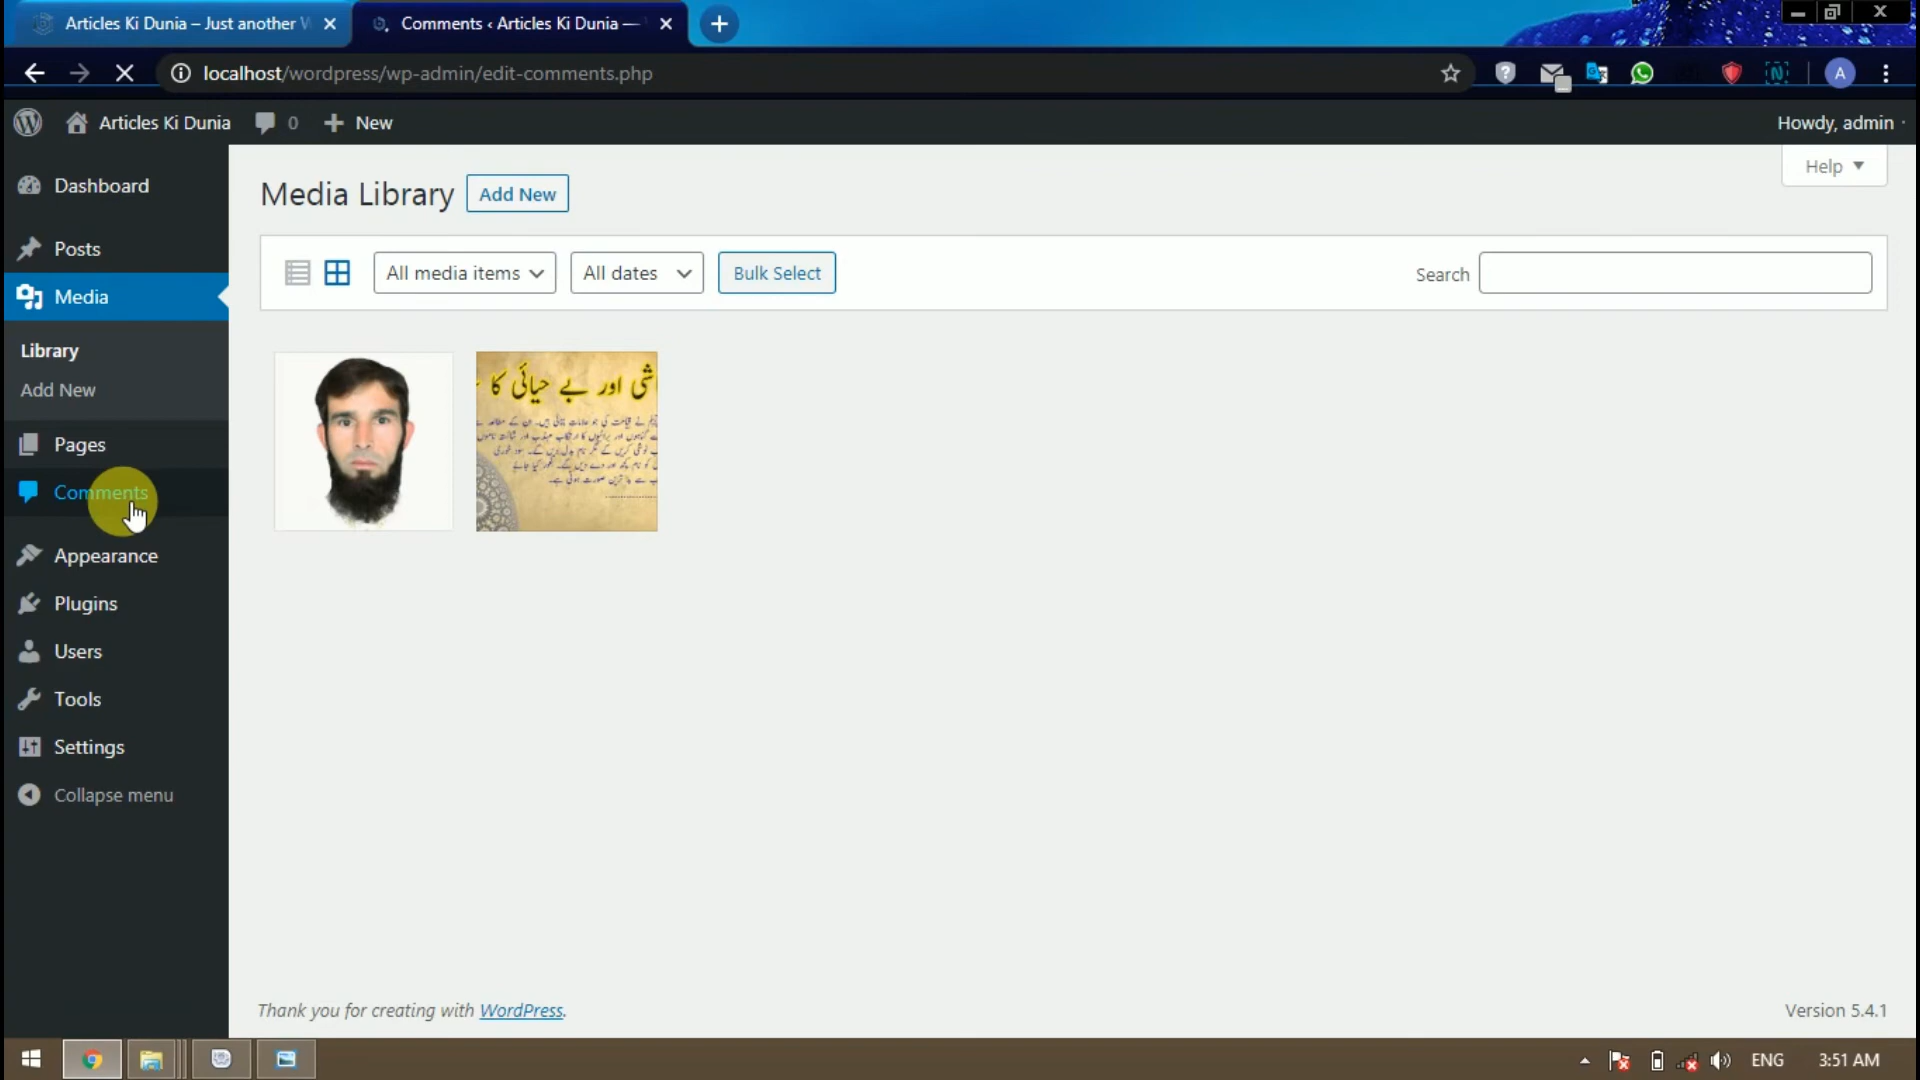 Articles Ki Dunia – Just another W
Comments ‹ Articles Ki Dunia —
localhost/wordpress/wp-admin/edit-comments.php
A
Articles Ki Dunia
0
New
Howdy, admin
Dashboard
Posts
Media
Library
Add New
Pages
Comments
Appearance
Plugins
Users
Tools
Settings
Collapse menu
Help
Media Library
Add New
All media items
All dates
Bulk Select
Search
اشی اور بے حیائی کا
Thank you for creating with WordPress.
Version 5.4.1
ENG
3:51 AM